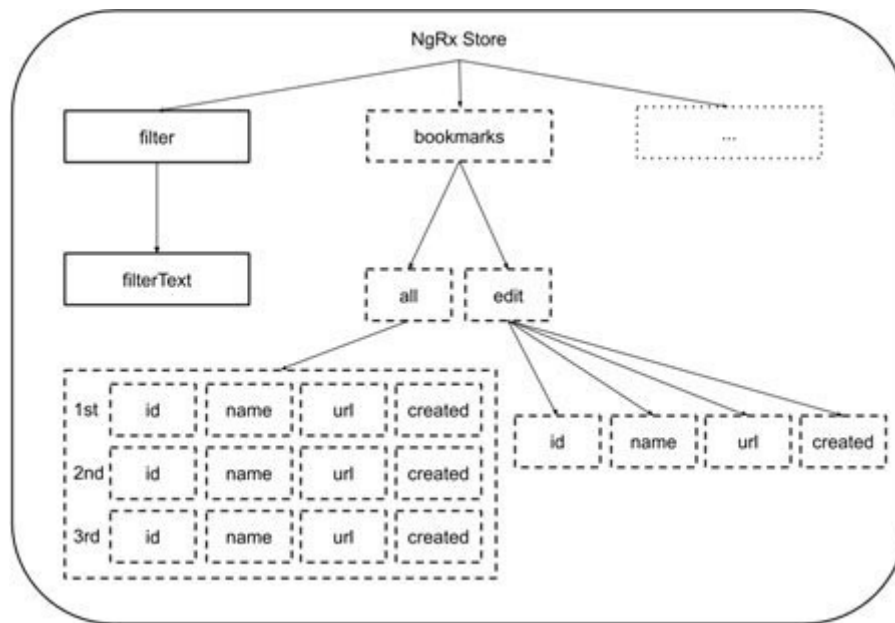 NgRx Store
filter
bookmarks
...
filterText
all
edit
1st id name url created
id name url created
2nd id name url created
3rd id name url created